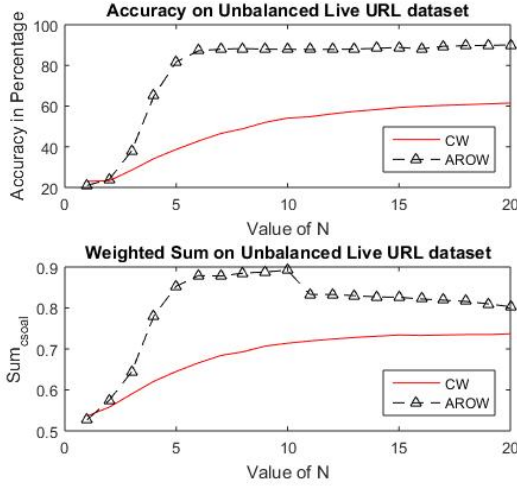 Accuracy on Unbalanced Live URL dataset
Accuracy in Percentage
100
80
60
40
20
0
5
10
15
20
Value of N
CW
AROW
Weighted Sum on Unbalanced Live URL dataset
Sum_csoal
0.9
0.8
0.7
0.6
0.5
0
5
10
15
20
Value of N
CW
AROW